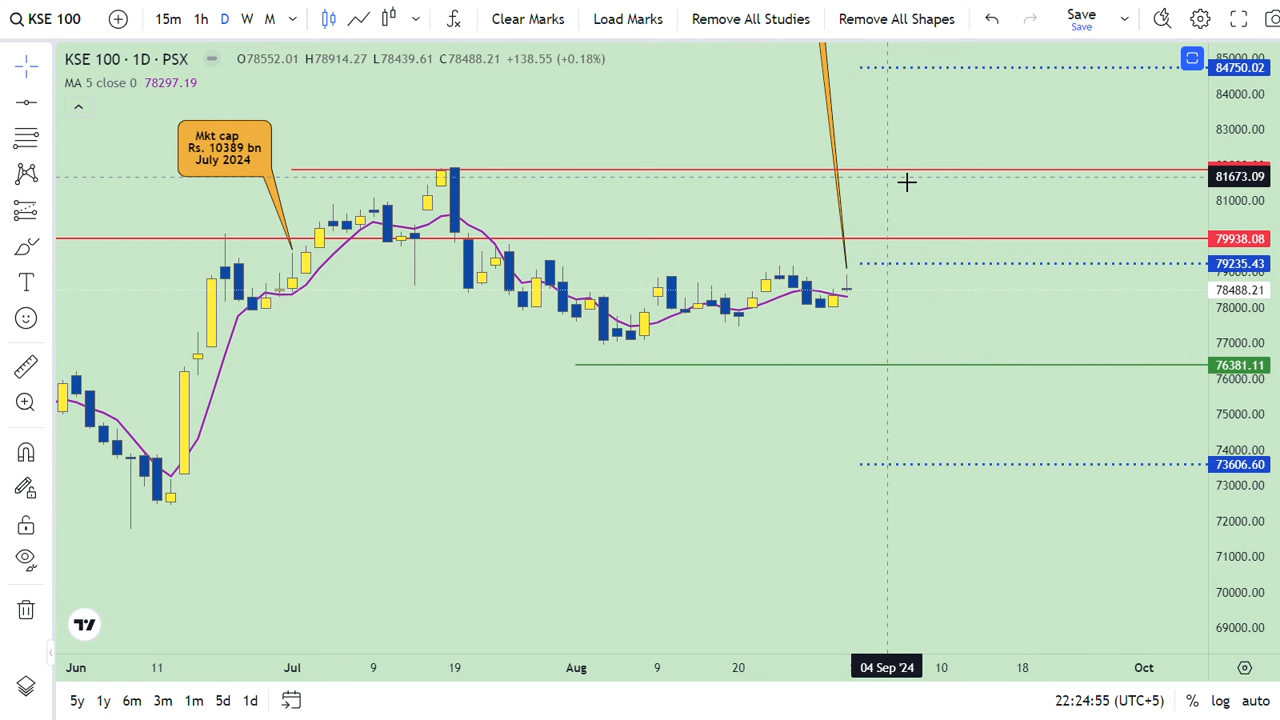 KSE 100 15m 1h D W M Clear Marks Load Marks Remove All Studies Remove All Shapes Save
Save
KSE 100 · 1D · PSX O78552.01 H78914.27 L78439.61 C78488.21 +138.55 (+0.18%)
MA 5 close 0 78297.19
Mkt cap
Rs. 10389 bn
July 2024
84750.02
84000.00
83000.00
81673.09
81000.00
79938.08
79235.43
78488.21
78000.00
77000.00
76381.11
76000.00
75000.00
74000.00
73606.60
73000.00
72000.00
71000.00
70000.00
69000.00
Jun 11 Jul 9 19 Aug 9 20 04 Sep '24 10 18 Oct
5y 1y 6m 3m 1m 5d 1d 22:24:55 (UTC+5) % log auto